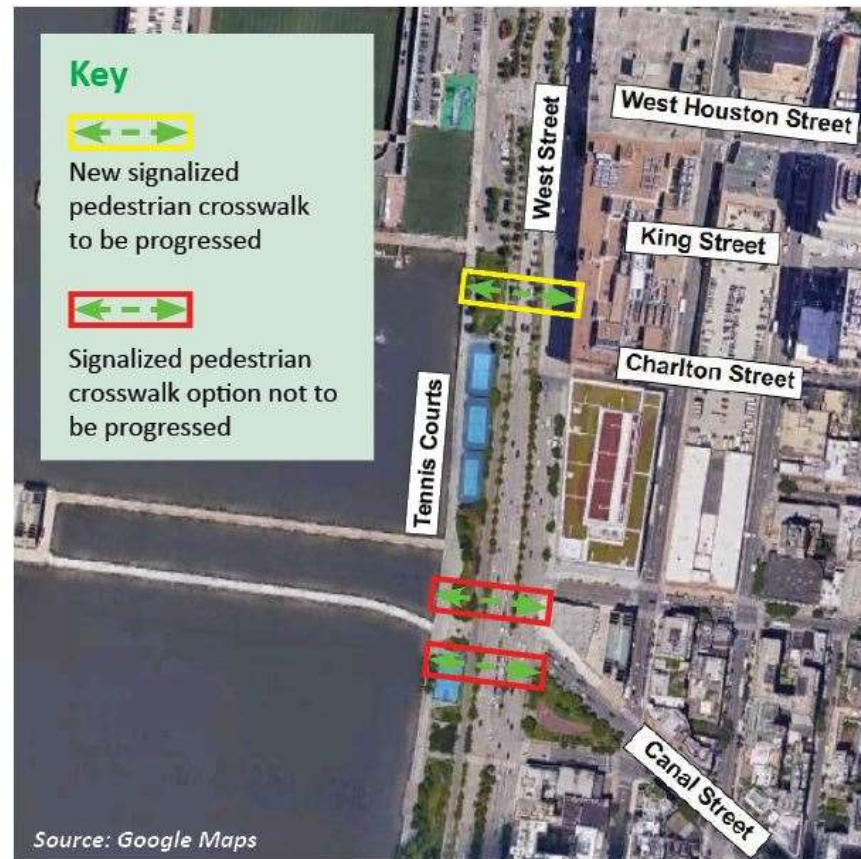 Key
New signalized
pedestrian crosswalk
to be progressed
Signalized pedestrian
crosswalk option not to
be progressed
West Houston Street
West Street
King Street
Charlton Street
Tennis Courts
Canal Street
Source: Google Maps